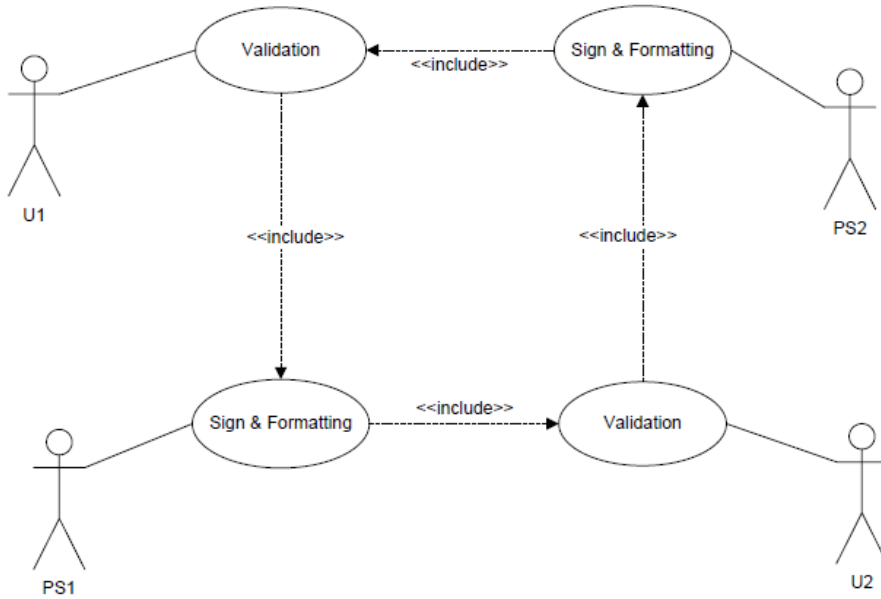 Validation
Sign & Formatting
<<include>>
U1
PS2
<<include>>
<<include>>
Sign & Formatting
<<include>>
Validation
PS1
U2